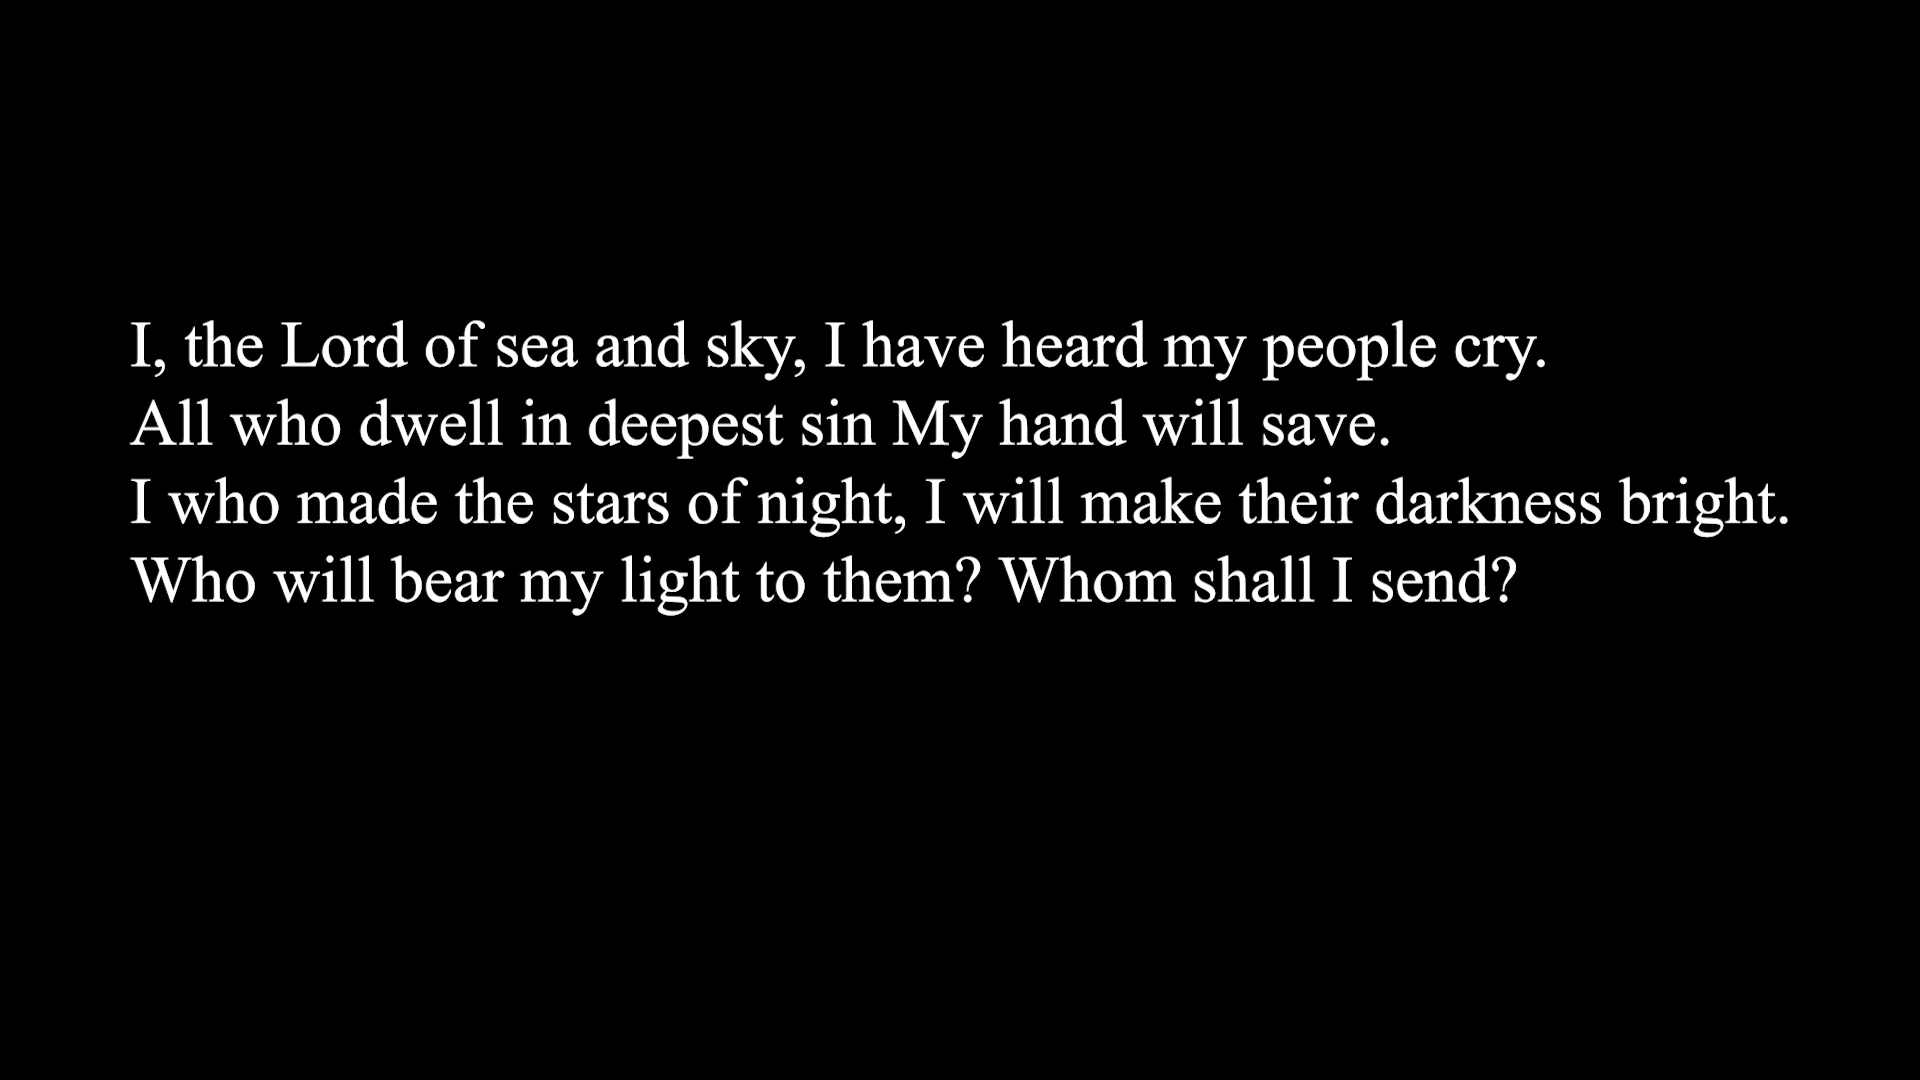 I, the Lord of sea and sky, I have heard my people cry.
All who dwell in deepest sin My hand will save.
I who made the stars of night, I will make their darkness bright.
Who will bear my light to them? Whom shall I send?